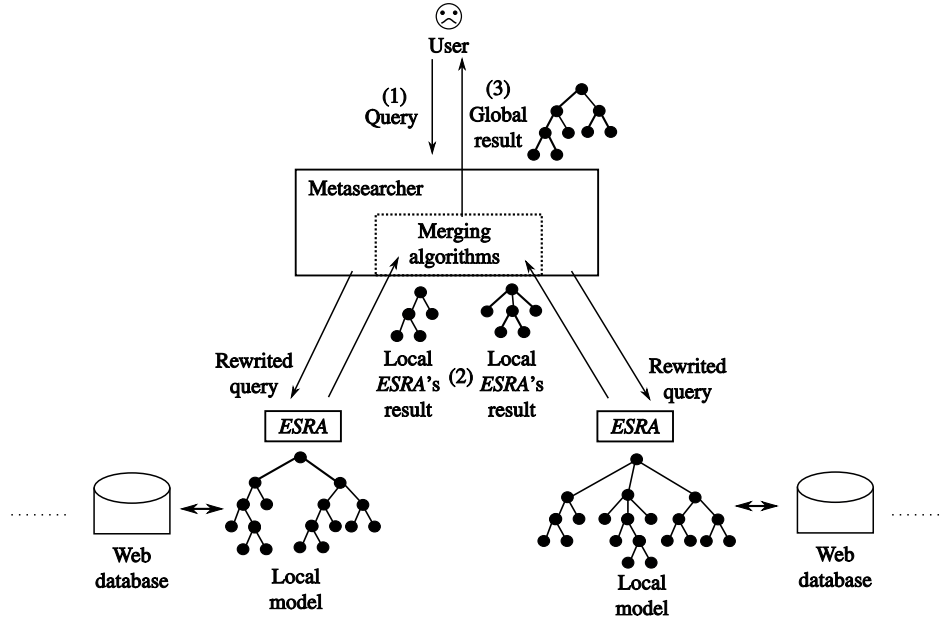 User
(1)
Query
(3)
Global
result
Metasearcher
Merging
algorithms
Rewrited
query
Local
ESRA's
result
(2)
Local
ESRA's
result
Rewrited
query
ESRA
ESRA
Web
database
Local
model
Local
model
Web
database